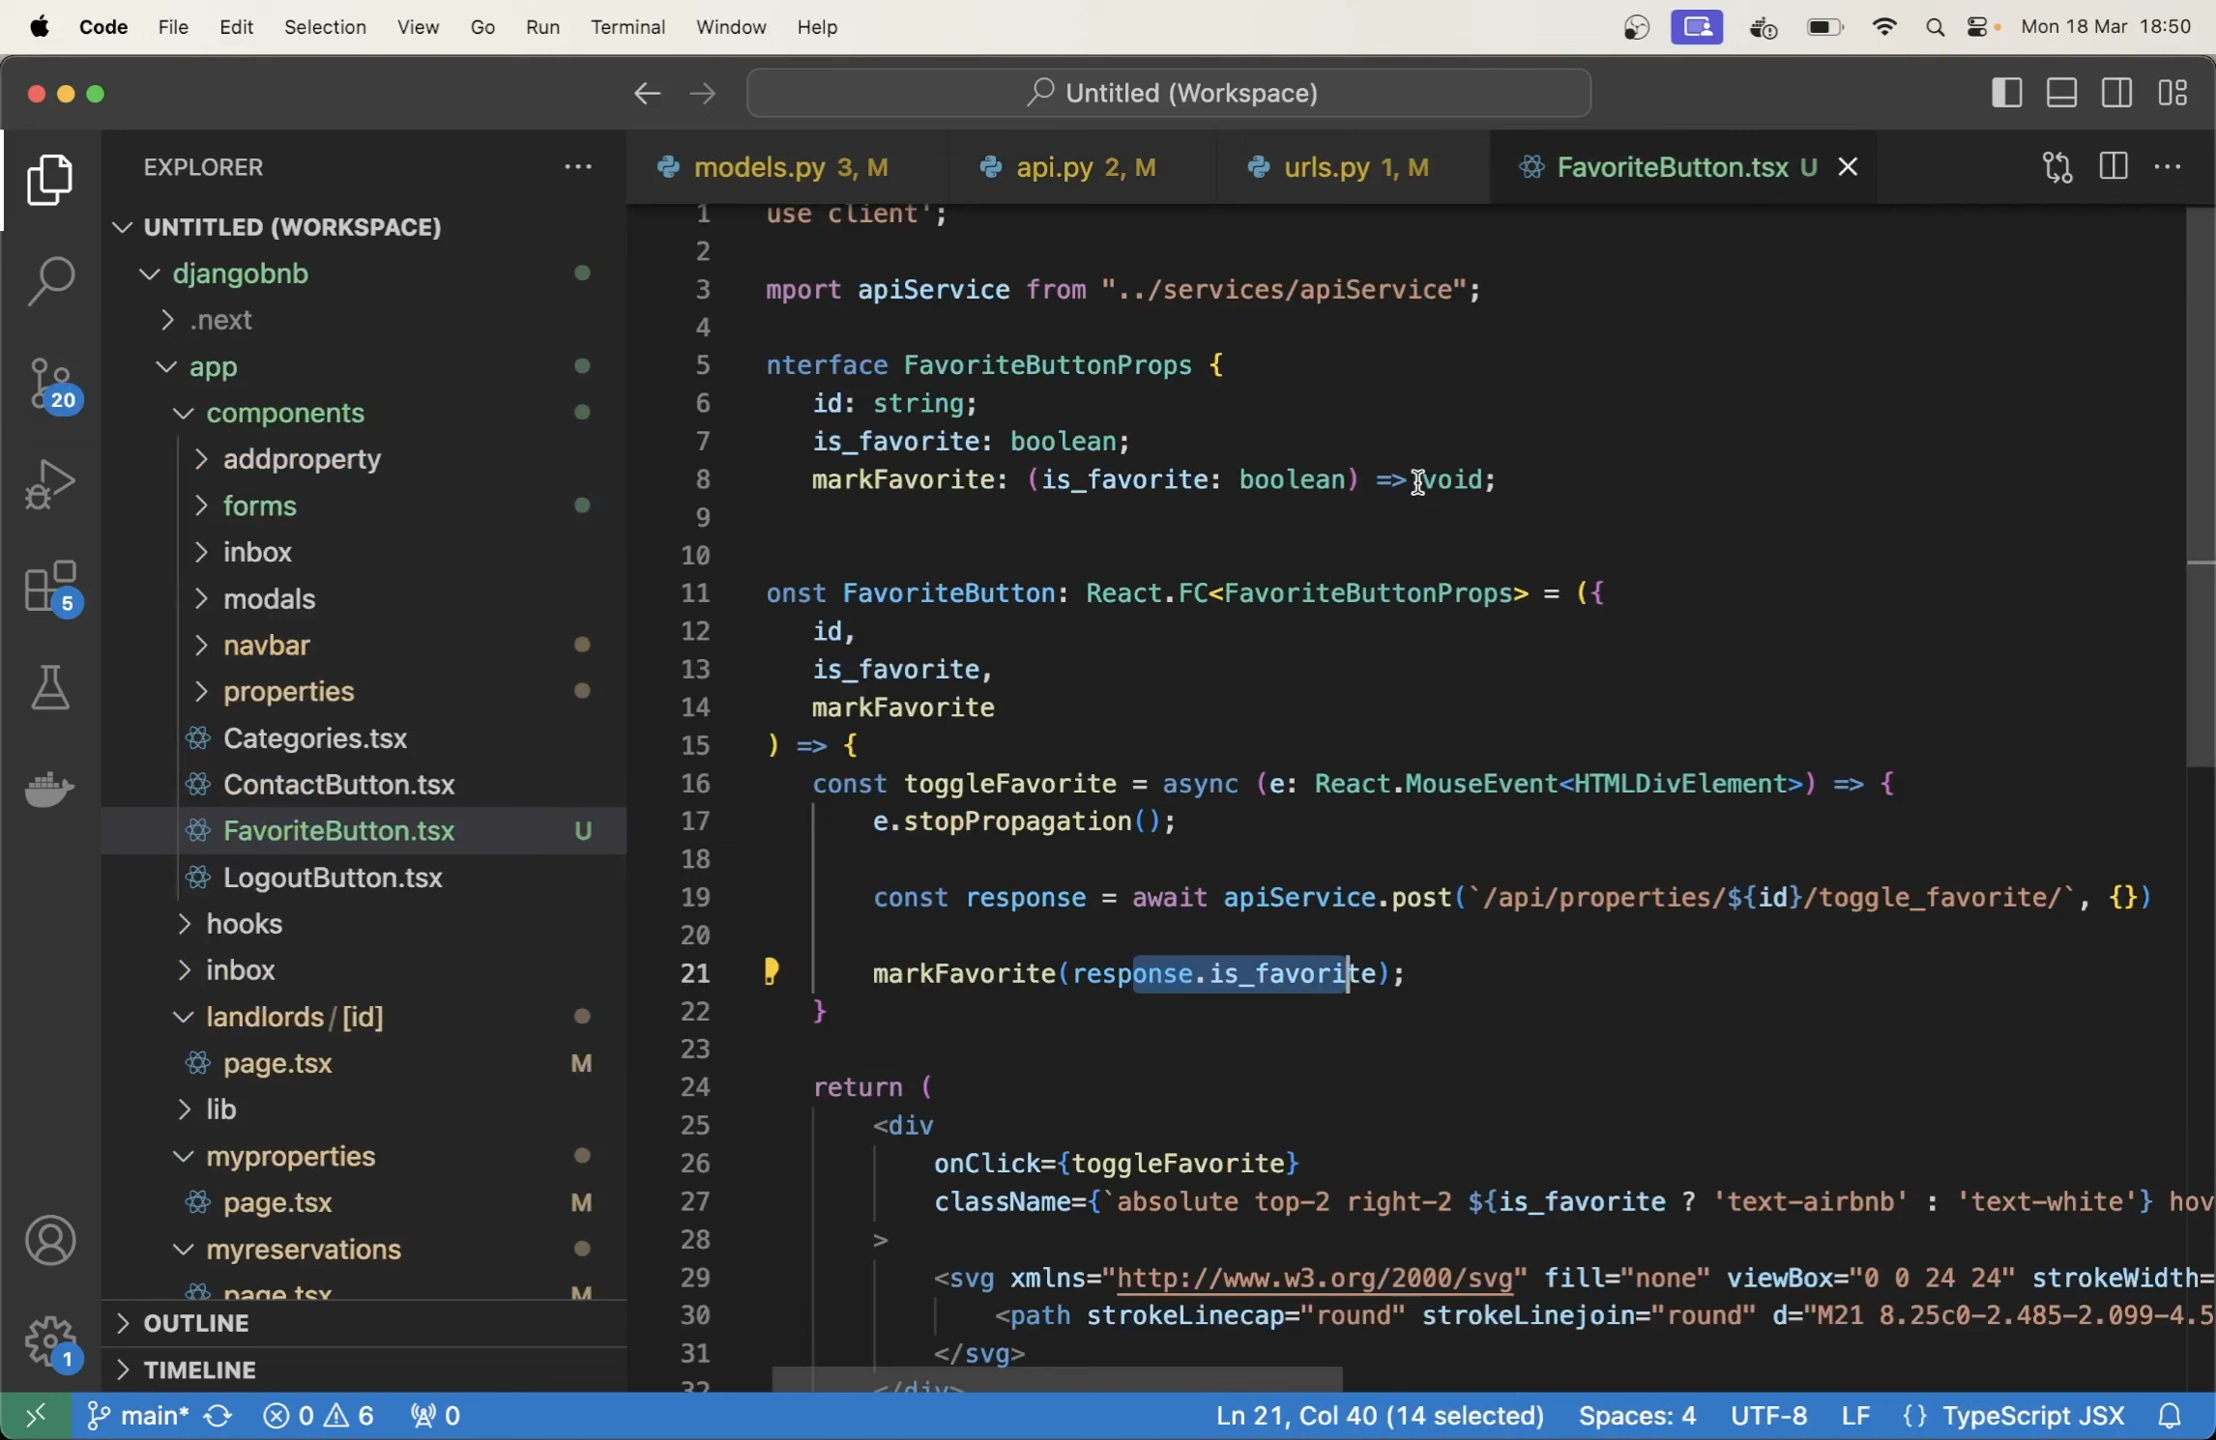 Code File Edit Selection View Go Run Terminal Window Help Mon 18 Mar 18:50
Untitled (Workspace)
EXPLORER
UNTITLED (WORKSPACE)
djangobnb
.next
app
components
addproperty
forms
inbox
modals
navbar
properties
Categories.tsx
ContactButton.tsx
FavoriteButton.tsx U
LogoutButton.tsx
hooks
inbox
landlords / [id]
page.tsx M
lib
myproperties
page.tsx M
myreservations
page.tsx M
OUTLINE
TIMELINE
20
5
1
models.py 3, M api.py 2, M urls.py 1, M FavoriteButton.tsx U
1 use client';
2
3 mport apiService from "../services/apiService";
4
5 nterface FavoriteButtonProps {
6 id: string;
7 is_favorite: boolean;
8 markFavorite: (is_favorite: boolean) => void;
9
10
11 onst FavoriteButton: React.FC<FavoriteButtonProps> = ({
12 id,
13 is_favorite,
14 markFavorite
15 ) => {
16 const toggleFavorite = async (e: React.MouseEvent<HTMLDivElement>) => {
17 e.stopPropagation();
18
19 const response = await apiService.post(`/api/properties/${id}/toggle_favorite/`, {})
20
21 markFavorite(response.is_favorite);
22 }
23
24 return (
25 <div
26 onClick={toggleFavorite}
27 className={`absolute top-2 right-2 ${is_favorite ? 'text-airbnb' : 'text-white'} hov
28 >
29 <svg xmlns="http://www.w3.org/2000/svg" fill="none" viewBox="0 0 24 24" strokeWidth=
30 <path strokeLinecap="round" strokeLinejoin="round" d="M21 8.25c0-2.485-2.099-4.5
31 </svg>
32 </div>
main* 0 6 0 Ln 21, Col 40 (14 selected) Spaces: 4 UTF-8 LF {} TypeScript JSX